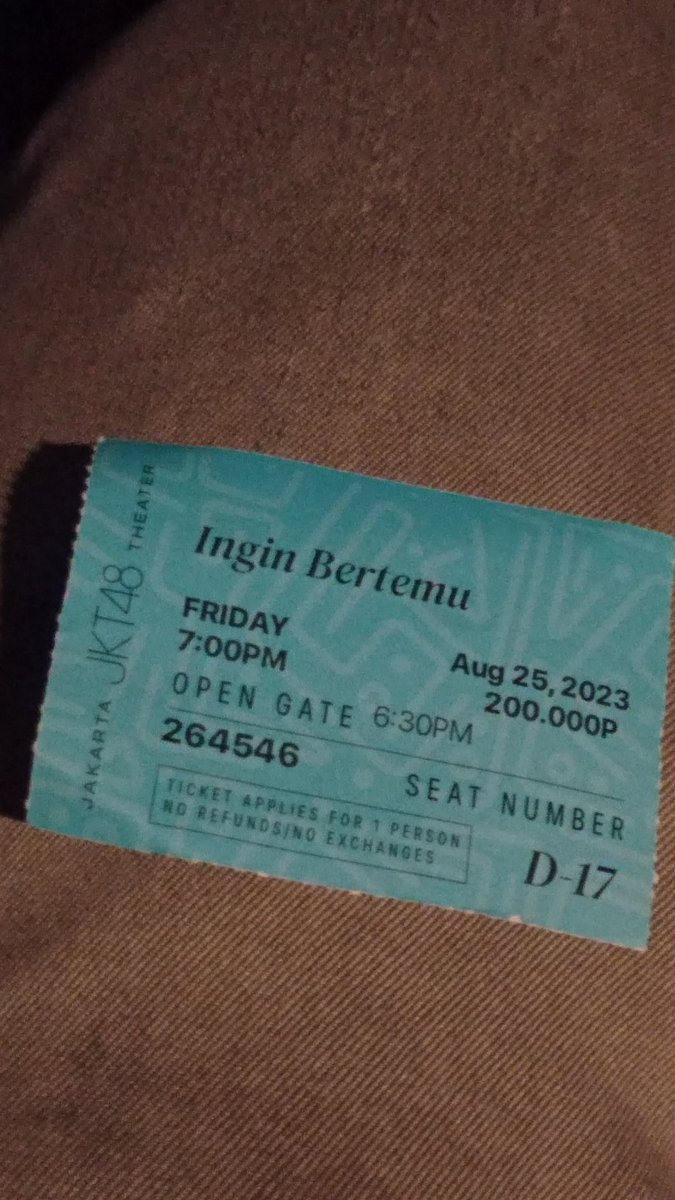 JAKARTA JKT48 THEATER
Ingin Bertemu
FRIDAY
7:00PM
Aug 25, 2023
200.000P
OPEN GATE 6:30PM
264546
SEAT NUMBER
D-17
TICKET APPLIES FOR 1 PERSON
NO REFUNDS/NO EXCHANGES